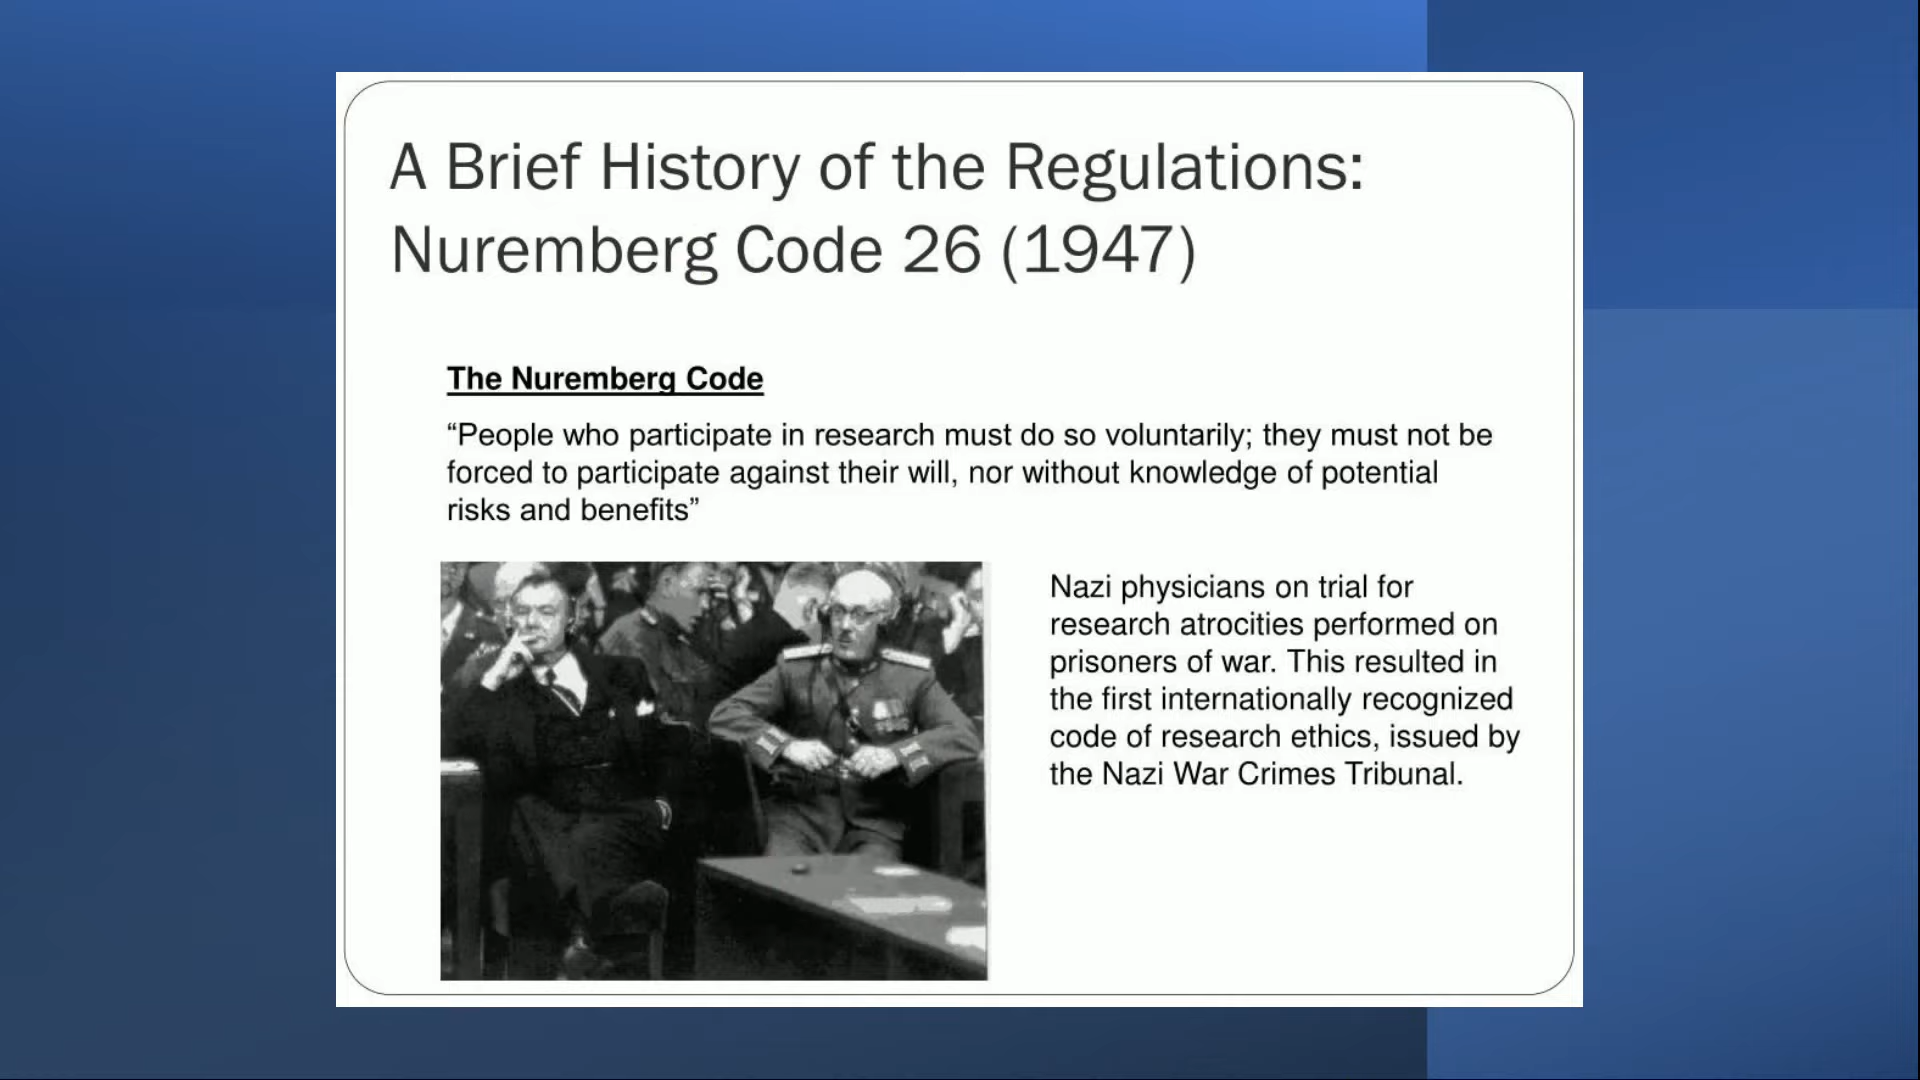 A Brief History of the Regulations:
Nuremberg Code 26 (1947)
The Nuremberg Code
“People who participate in research must do so voluntarily; they must not be
forced to participate against their will, nor without knowledge of potential
risks and benefits”
Nazi physicians on trial for
research atrocities performed on
prisoners of war. This resulted in
the first internationally recognized
code of research ethics, issued by
the Nazi War Crimes Tribunal.